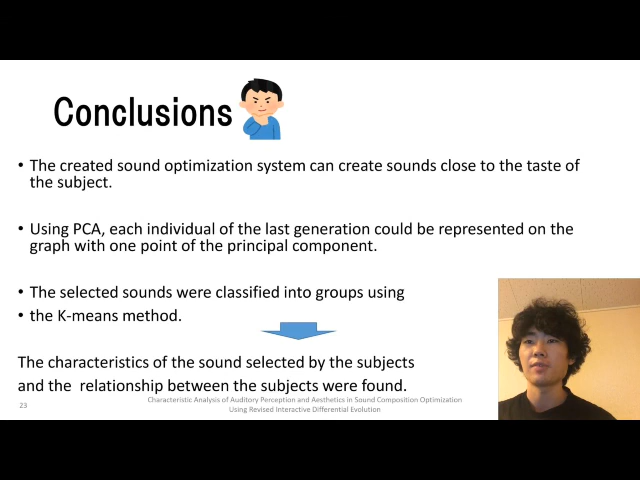 Conclusions
• The created sound optimization system can create sounds close to the taste of
the subject.
• Using PCA, each individual of the last generation could be represented on the
graph with one point of the principal component.
• The selected sounds were classified into groups using
• the K-means method.
The characteristics of the sound selected by the subjects
and the relationship between the subjects were found.
23
Characteristic Analysis of Auditory Perception and Aesthetics in Sound Composition Optimization
Using Revised Interactive Differential Evolution